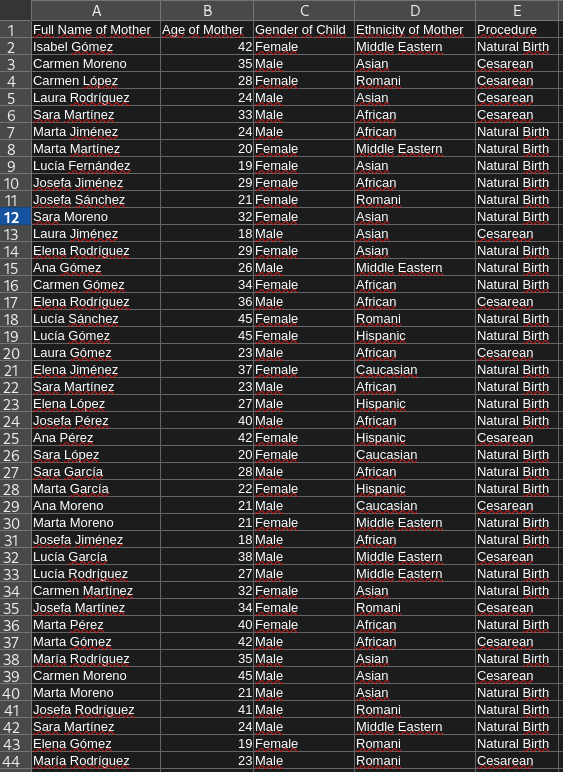 A B C D E
1 Full Name of Mother Age of Mother Gender of Child Ethnicity of Mother Procedure
2 Isabel Gómez 42 Female Middle Eastern Natural Birth
3 Carmen Moreno 35 Male Asian Cesarean
4 Carmen López 28 Female Romani Cesarean
5 Laura Rodríguez 24 Male Asian Cesarean
6 Sara Martínez 33 Male African Cesarean
7 Marta Jiménez 24 Male African Natural Birth
8 Marta Martínez 20 Female Middle Eastern Natural Birth
9 Lucía Fernández 19 Female Asian Natural Birth
10 Josefa Jiménez 29 Female African Natural Birth
11 Josefa Sánchez 21 Female Romani Natural Birth
12 Sara Moreno 32 Female Asian Natural Birth
13 Laura Jiménez 18 Male Asian Cesarean
14 Elena Rodríguez 29 Female Asian Natural Birth
15 Ana Gómez 26 Male Middle Eastern Natural Birth
16 Carmen Gómez 34 Female African Natural Birth
17 Elena Rodríguez 36 Male African Cesarean
18 Lucía Sánchez 45 Female Romani Natural Birth
19 Lucía Gómez 45 Female Hispanic Natural Birth
20 Laura Gómez 23 Male African Cesarean
21 Elena Jiménez 37 Female Caucasian Natural Birth
22 Sara Martínez 23 Male African Natural Birth
23 Elena López 27 Male Hispanic Natural Birth
24 Josefa Pérez 40 Male African Natural Birth
25 Ana Pérez 42 Female Hispanic Cesarean
26 Sara López 20 Female Caucasian Natural Birth
27 Sara García 28 Male African Natural Birth
28 Marta García 22 Female Hispanic Natural Birth
29 Ana Moreno 21 Male Caucasian Cesarean
30 Marta Moreno 21 Female Middle Eastern Natural Birth
31 Josefa Jiménez 18 Male African Natural Birth
32 Lucía García 38 Male Middle Eastern Cesarean
33 Lucía Rodríguez 27 Male Middle Eastern Natural Birth
34 Carmen Martínez 32 Female Asian Natural Birth
35 Josefa Martínez 34 Female Romani Cesarean
36 Marta Pérez 40 Female African Natural Birth
37 Marta Gómez 42 Male African Cesarean
38 María Rodríguez 35 Male Asian Natural Birth
39 Carmen Moreno 45 Male Asian Cesarean
40 Marta Moreno 21 Male Asian Natural Birth
41 Josefa Rodríguez 41 Male Romani Natural Birth
42 Sara Martínez 24 Male Middle Eastern Natural Birth
43 Elena Gómez 19 Female Romani Natural Birth
44 María Rodríguez 23 Male Romani Cesarean